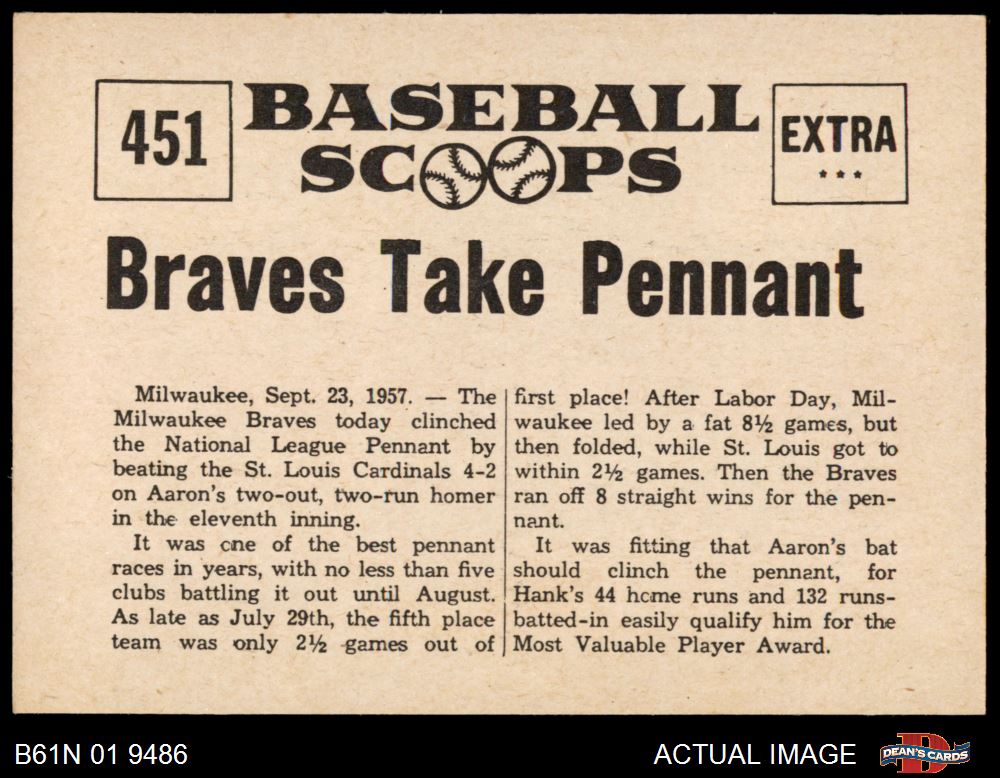 451
BASEBALL
SCOOPS
EXTRA
Braves Take Pennant
Milwaukee, Sept. 23, 1957. — The
Milwaukee Braves today clinched
the National League Pennant by
beating the St. Louis Cardinals 4-2
on Aaron's two-out, two-run homer
in the eleventh inning.
It was one of the best pennant
races in years, with no less than five
clubs battling it out until August.
As late as July 29th, the fifth place
team was only 2½ games out of
first place! After Labor Day, Mil-
waukee led by a fat 8½ games, but
then folded, while St. Louis got to
within 2½ games. Then the Braves
ran off 8 straight wins for the pen-
nant.
It was fitting that Aaron's bat
should clinch the pennant, for
Hank's 44 home runs and 132 runs-
batted-in easily qualify him for the
Most Valuable Player Award.
B61N 01 9486
ACTUAL IMAGE
D
DEAN'S CARDS